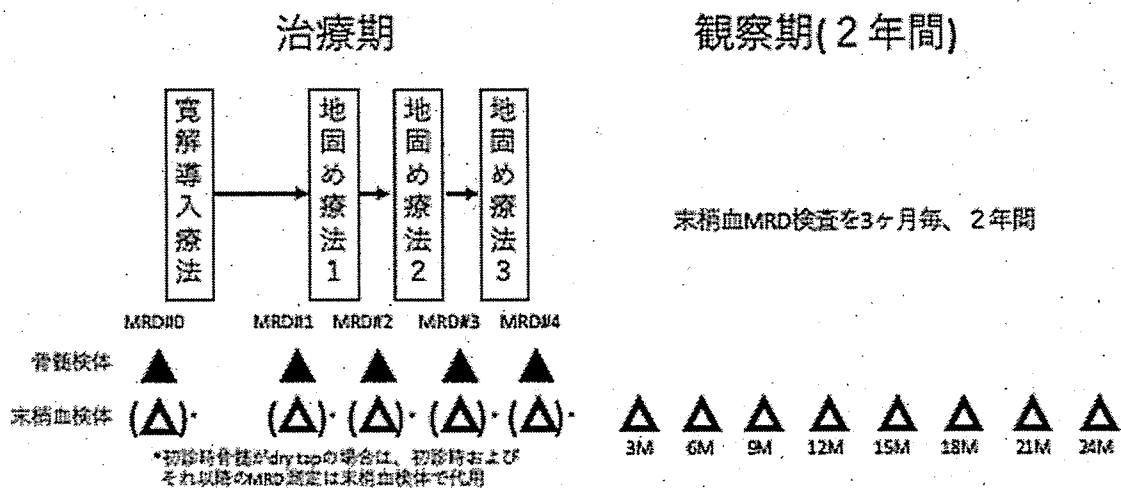 治療期
観察期(２年間)
寛解導入療法
地固め療法1
地固め療法2
地固め療法3
末梢血MRD検査を3ヶ月毎、２年間
MRD#0
MRD#1
MRD#2
MRD#3
MRD#4
骨髄検体
末梢血検体
( )*
( )*
( )*
( )*
( )*
3M
6M
9M
12M
15M
18M
21M
24M
*初診時骨髄がdry tapの場合は、初診時および
それ以降のMRD測定は末梢血検体で代用